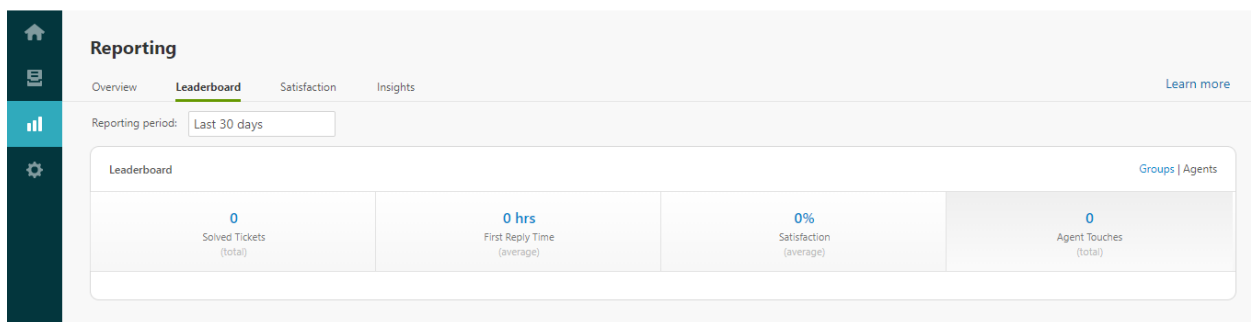 Reporting
Overview Leaderboard Satisfaction Insights Learn more
Reporting period: Last 30 days
Leaderboard Groups | Agents
0 0 hrs 0% 0
Solved Tickets First Reply Time Satisfaction Agent Touches
(total) (average) (average) (total)